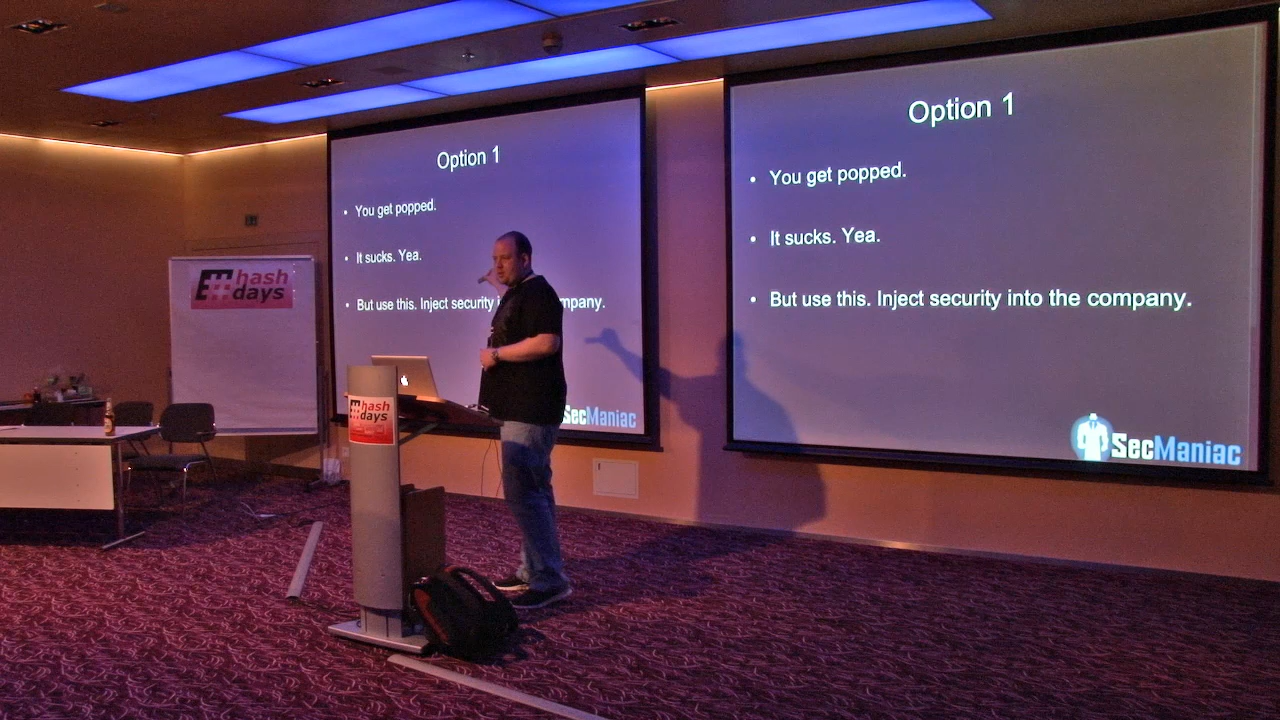 hash
days
hash
days
Option 1
• You get popped.
• It sucks. Yea.
• But use this. Inject security i mpany.
SecManiac
Option 1
• You get popped.
• It sucks. Yea.
• But use this. Inject security into the company.
SecManiac